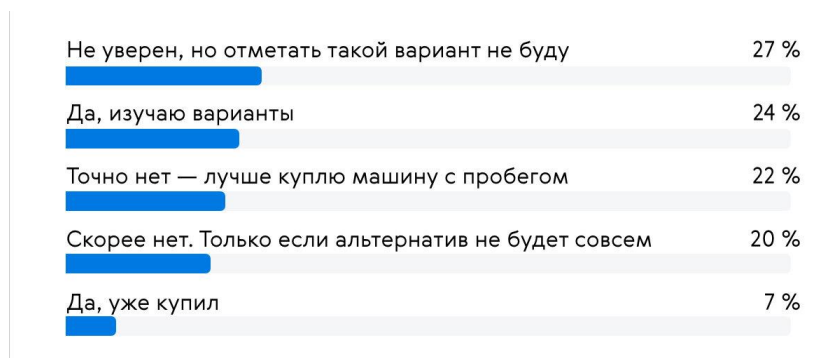 Не уверен, но отметать такой вариант не буду 27 %
Да, изучаю варианты 24 %
Точно нет — лучше куплю машину с пробегом 22 %
Скорее нет. Только если альтернатив не будет совсем 20 %
Да, уже купил 7 %